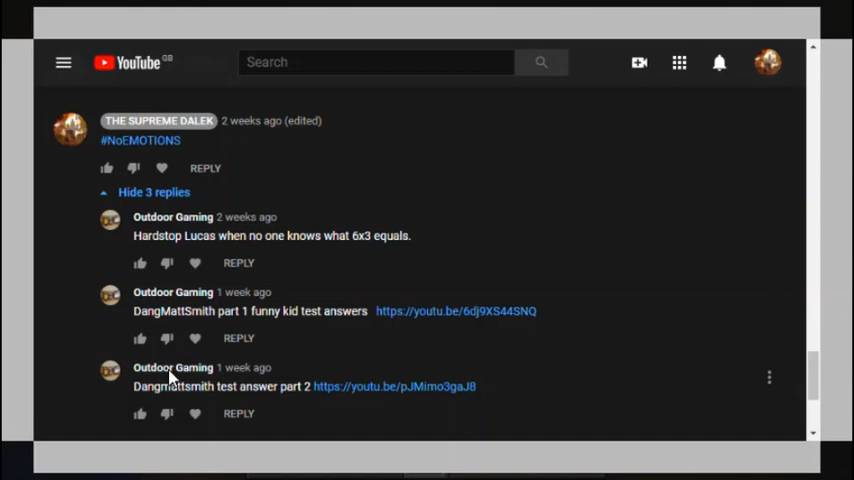 YouTube GB
Search
THE SUPREME DALEK 2 weeks ago (edited)
#NoEMOTIONS
REPLY
Hide 3 replies
Outdoor Gaming 2 weeks ago
Hardstop Lucas when no one knows what 6x3 equals.
REPLY
Outdoor Gaming 1 week ago
DangMattSmith part 1 funny kid test answers https://youtu.be/6dj9XS44SNQ
REPLY
Outdoor Gaming 1 week ago
Dangmattsmith test answer part 2 https://youtu.be/pJMimo3gaJ8
REPLY